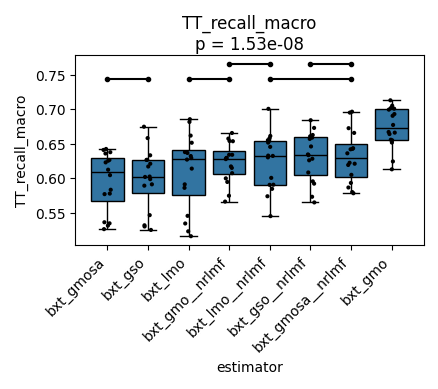 TT_recall_macro
p = 1.53e-08
TT_recall_macro
0.75
0.70
0.65
0.60
0.55
bxt_gmosa
bxt_gso
bxt_lmo
bxt_gmo__nrlmf
bxt_lmo__nrlmf
bxt_gso__nrlmf
bxt_gmosa__nrlmf
bxt_gmo
estimator